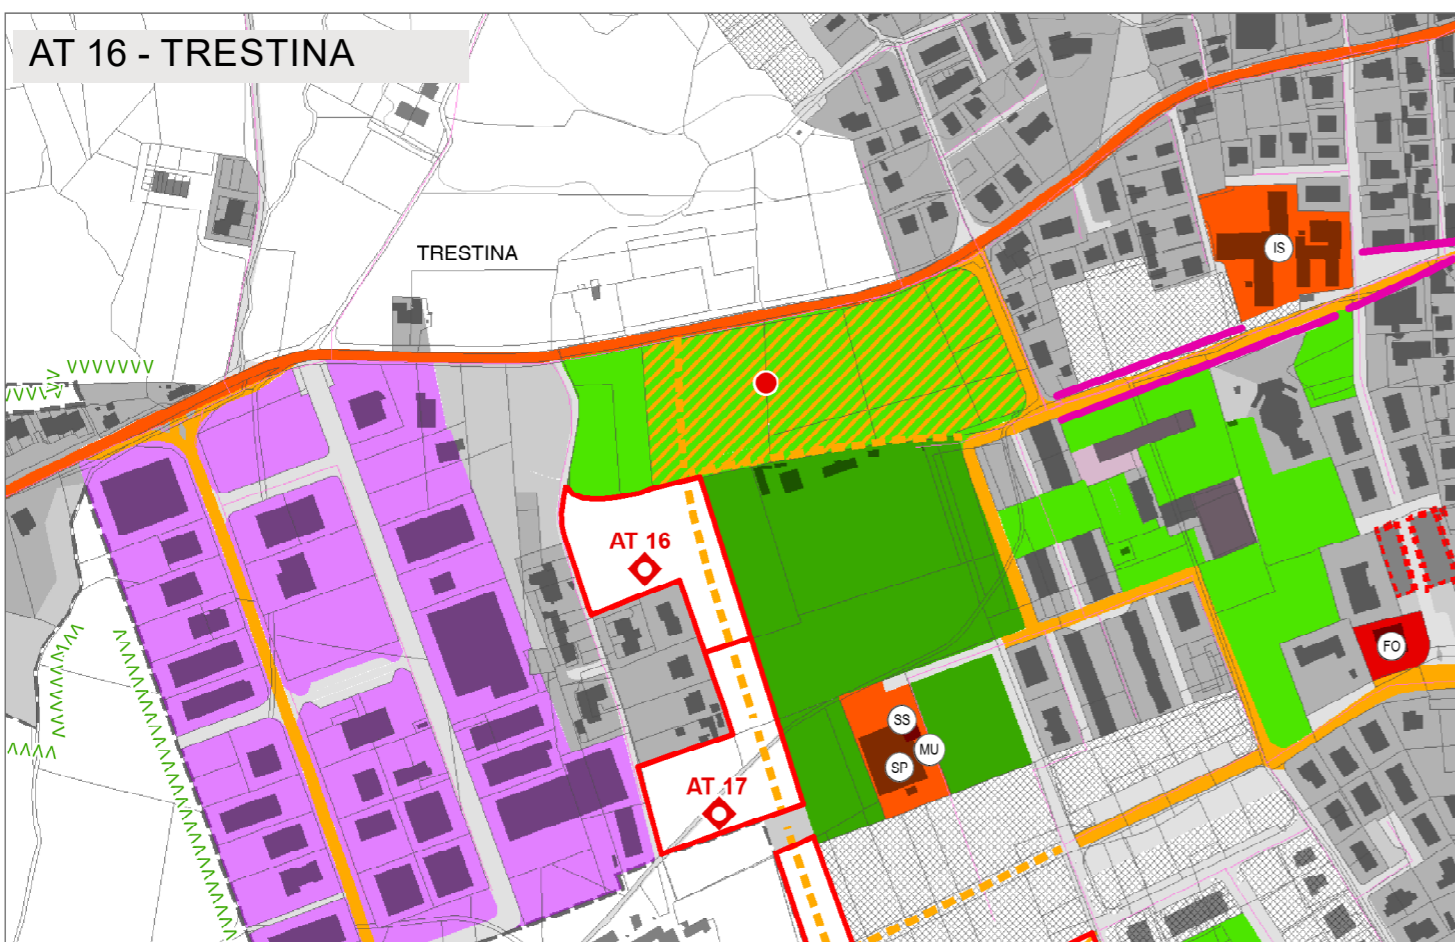 AT 16 - TRESTINA
TRESTINA
IS
AT 16
FO
SS
MU
SP
AT 17